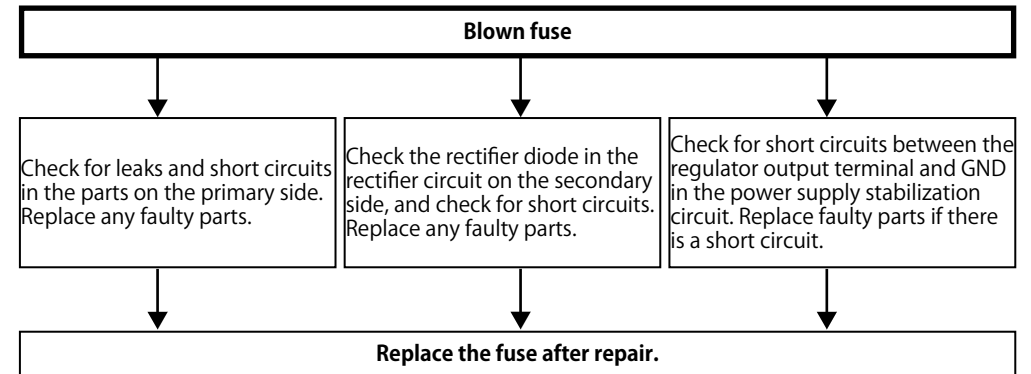 Blown fuse
Check for leaks and short circuits
in the parts on the primary side.
Replace any faulty parts.
Check the rectifier diode in the
rectifier circuit on the secondary
side, and check for short circuits.
Replace any faulty parts.
Check for short circuits between the
regulator output terminal and GND
in the power supply stabilization
circuit. Replace faulty parts if there
is a short circuit.
Replace the fuse after repair.